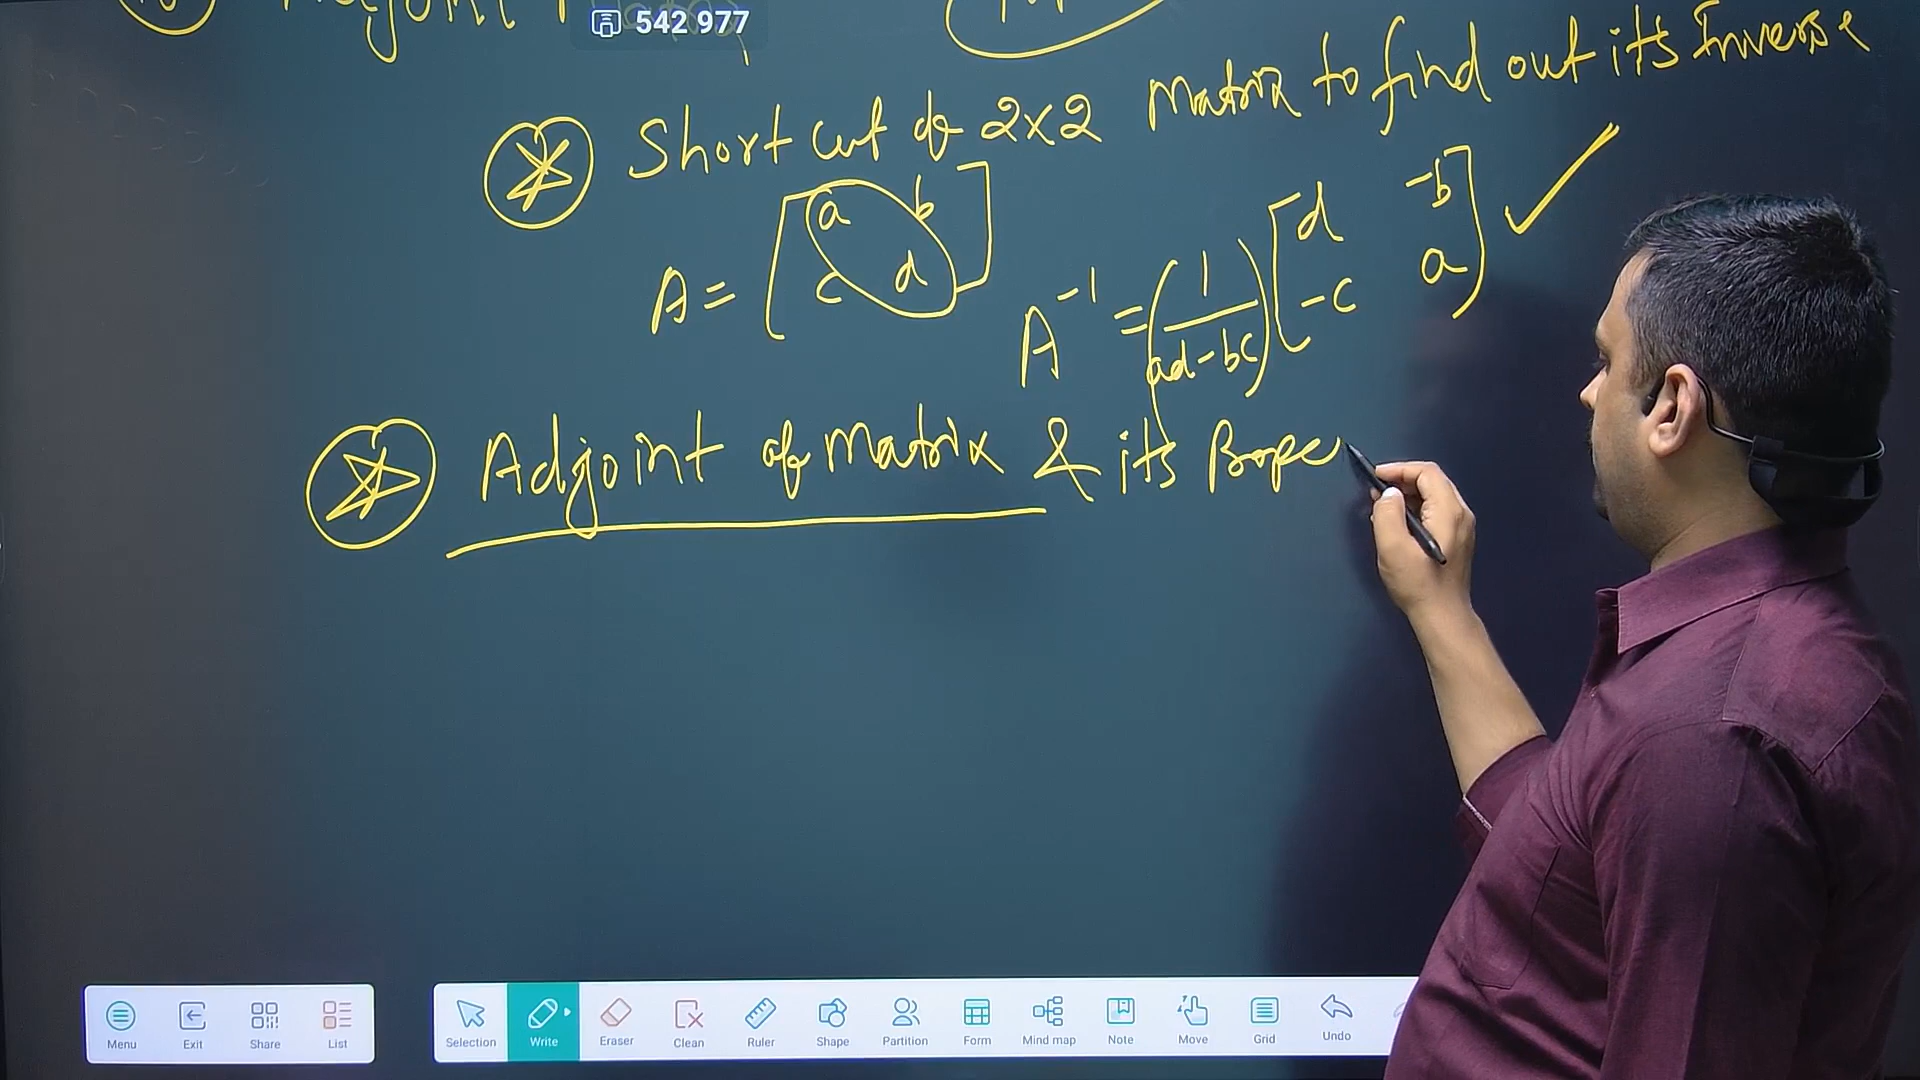 Adjoint
542 977
Short cut of 2x2 Matrix to find out its Inverse
A = [a b
c d]
A⁻¹ = (1/ad-bc) [d -b
-c a]
Adjoint of Matrix & its Prope
Menu Exit Share List Selection Write Eraser Clean Ruler Shape Partition Form Mind map Note Move Grid Undo